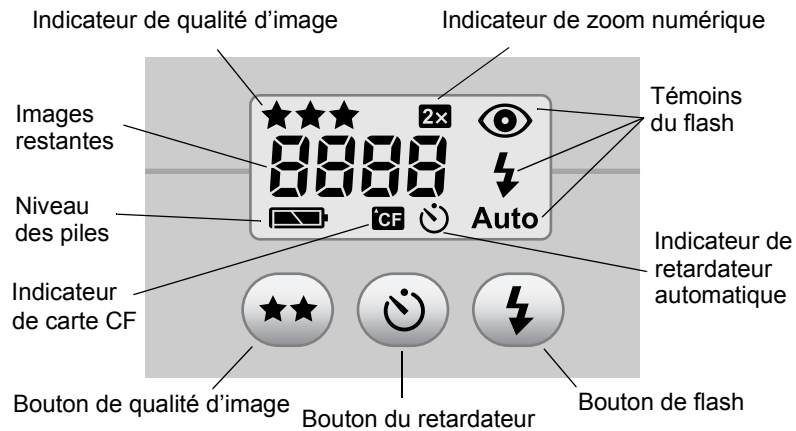 Indicateur de qualité d’image
Indicateur de zoom numérique
Images
restantes
Témoins
du flash
2x
8888
Niveau
des piles
CF
Auto
Indicateur de
retardateur
automatique
Indicateur
de carte CF
Bouton de qualité d’image
Bouton du retardateur
Bouton de flash